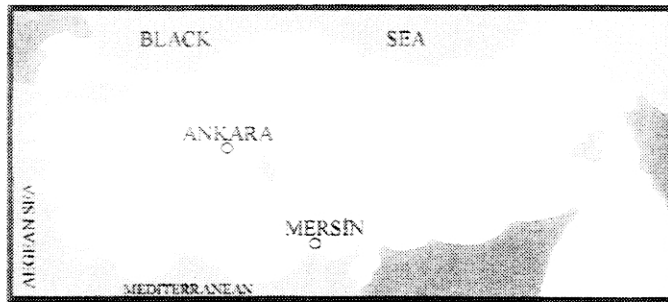 BLACK SEA
ANKARA
MERSİN
AEGEAN SEA
MEDITERRANEAN